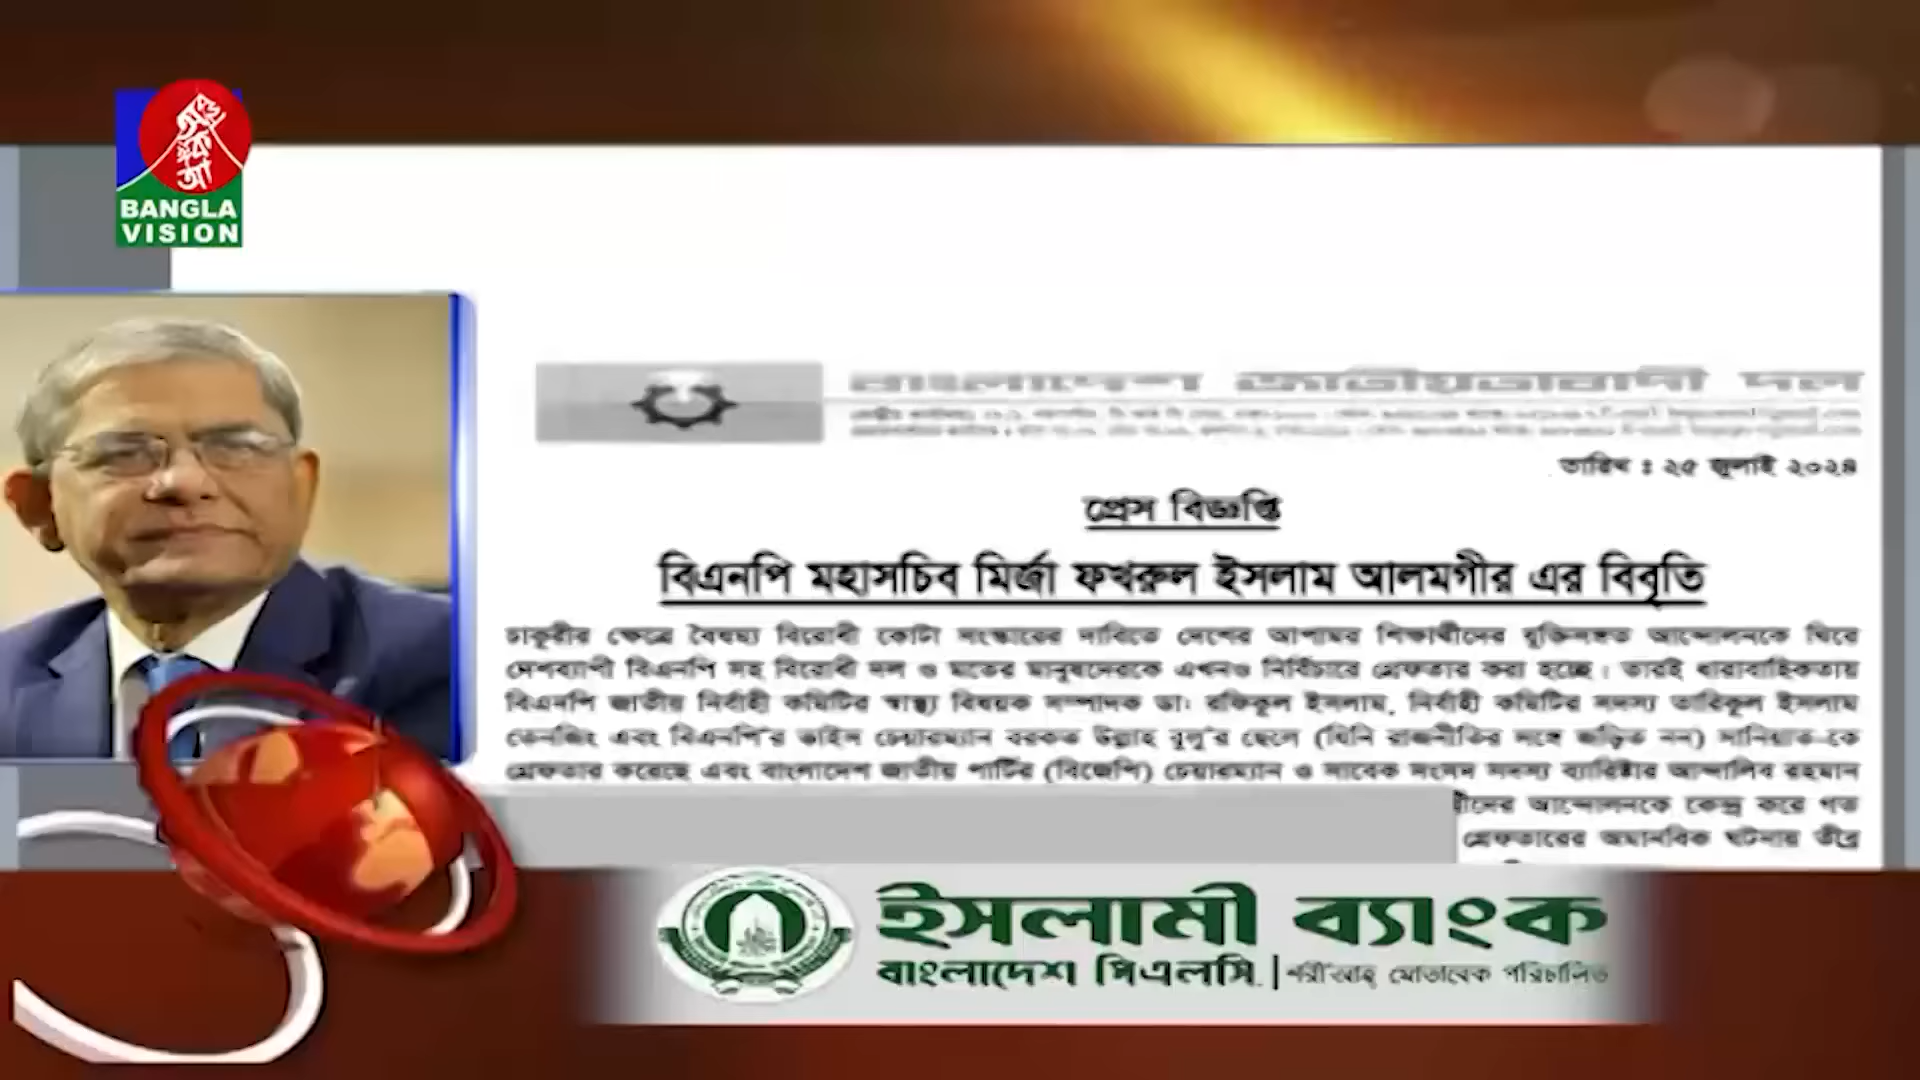 BANGLA
VISION
বাংলাদেশ জাতীয়তাবাদী দল
তারিখ : ২৫ জুলাই ২০২৪
প্রেস বিজ্ঞপ্তি
বিএনপি মহাসচিব মির্জা ফখরুল ইসলাম আলমগীর এর বিবৃতি
চাকুরীর ক্ষেত্রে বৈষম্য বিরোধী কোটা সংস্কারের দাবিতে দেশের আপামর শিক্ষার্থীদের যুক্তিসঙ্গত আন্দোলনকে ঘিরে
দেশব্যাপী বিএনপি সহ বিরোধী দল ও মতের মানুষদেরকে এখনও নির্বিচারে গ্রেফতার করা হচ্ছে। তারই ধারাবাহিকতায়
বিএনপি জাতীয় নির্বাহী কমিটির স্বাস্থ্য বিষয়ক সম্পাদক ডা: রফিকুল ইসলাম, নির্বাহী কমিটির সদস্য তারিকুল ইসলাম
তেনজিং এবং বিএনপি'র ভাইস চেয়ারম্যান বরকত উল্লাহ বুলু'র ছেলে (যিনি রাজনীতির সঙ্গে জড়িত নন) সানিয়াত-কে
গ্রেফতার করেছে এবং বাংলাদেশ জাতীয় পার্টির (বিজেপি) চেয়ারম্যান ও সাবেক সংসদ সদস্য ব্যারিষ্টার আন্দালিব রহমান
আন্দোলনকে কেন্দ্র করে গত
গ্রেফতারের অমানবিক ঘটনায় তীব্র
ইসলামী ব্যাংক
বাংলাদেশ পিএলসি. | শরী'আহ্ মোতাবেক পরিচালিত